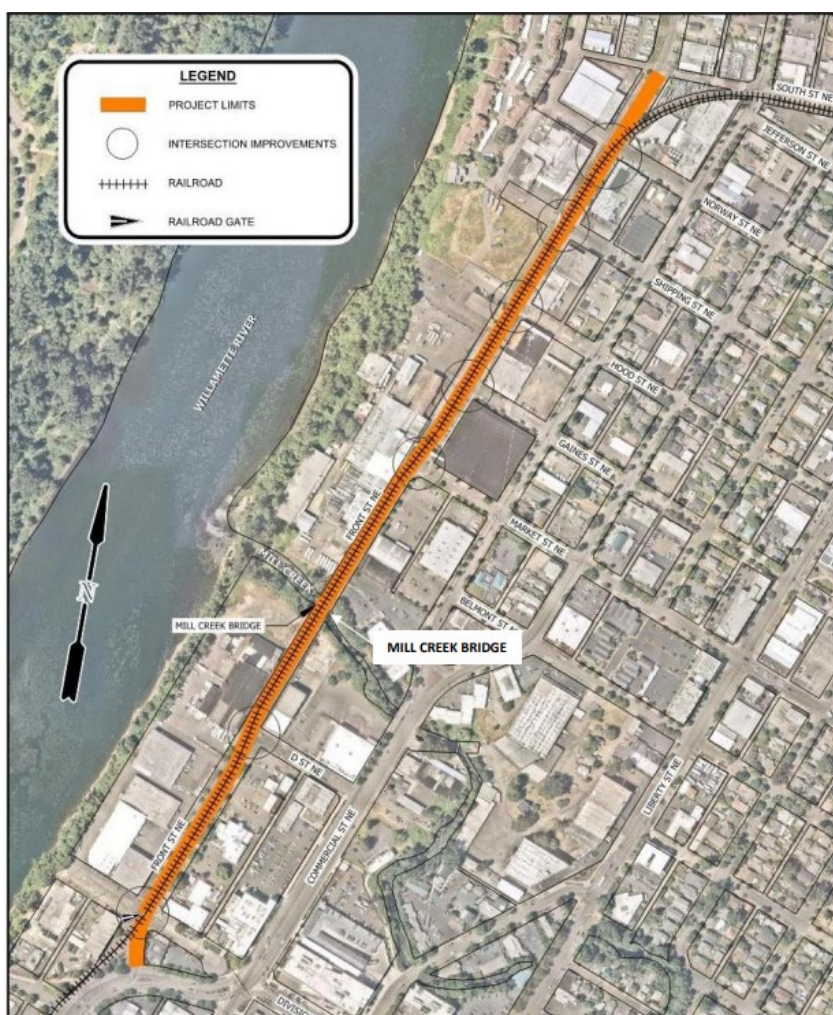 LEGEND
PROJECT LIMITS
INTERSECTION IMPROVEMENTS
RAILROAD
RAILROAD GATE
SOUTH ST NE
JEFFERSON ST NE
NORWAY ST NE
SHIPPING ST NE
HOOD ST NE
GAINES ST NE
MARKET ST NE
WILLAMETTE RIVER
FRONT ST NE
N
MILL CREEK
MILL CREEK BRIDGE
BELMONT ST
MILL CREEK BRIDGE
D ST NE
LIBERTY ST NE
COMMERCIAL ST NE
FRONT ST NE
DIVISION